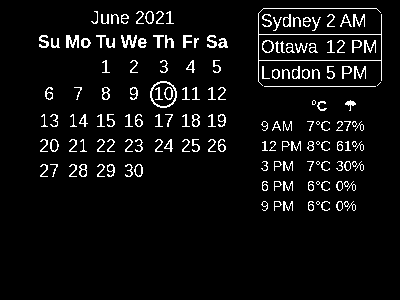 June 2021
Su Mo Tu We Th Fr Sa
1 2 3 4 5
6 7 8 9 10 11 12
13 14 15 16 17 18 19
20 21 22 23 24 25 26
27 28 29 30
Sydney 2 AM
Ottawa 12 PM
London 5 PM
°C
9 AM 7°C 27%
12 PM 8°C 61%
3 PM 7°C 30%
6 PM 6°C 0%
9 PM 6°C 0%